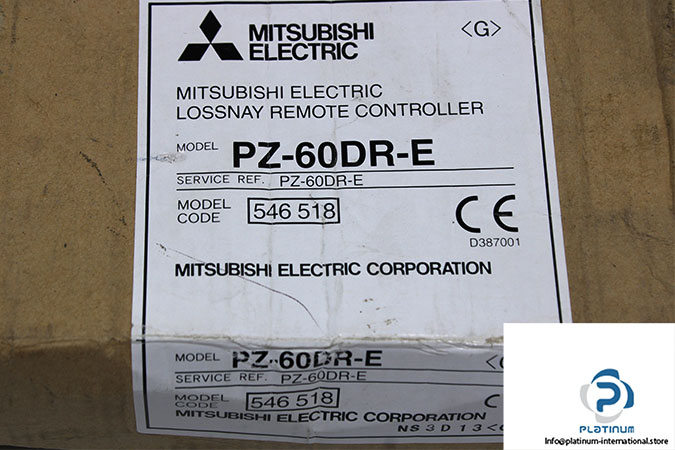 MITSUBISHI
ELECTRIC
<G>
MITSUBISHI ELECTRIC
LOSSNAY REMOTE CONTROLLER
MODEL PZ-60DR-E
SERVICE REF. PZ-60DR-E
MODEL
CODE
546 518
CE
D387001
MITSUBISHI ELECTRIC CORPORATION
MODEL PZ-60DR-E
SERVICE REF. PZ-60DR-E
MODEL
CODE
546 518
MITSUBISHI ELECTRIC CORPORATION
NS3D13
PLATINUM
Info@platinum-international.store